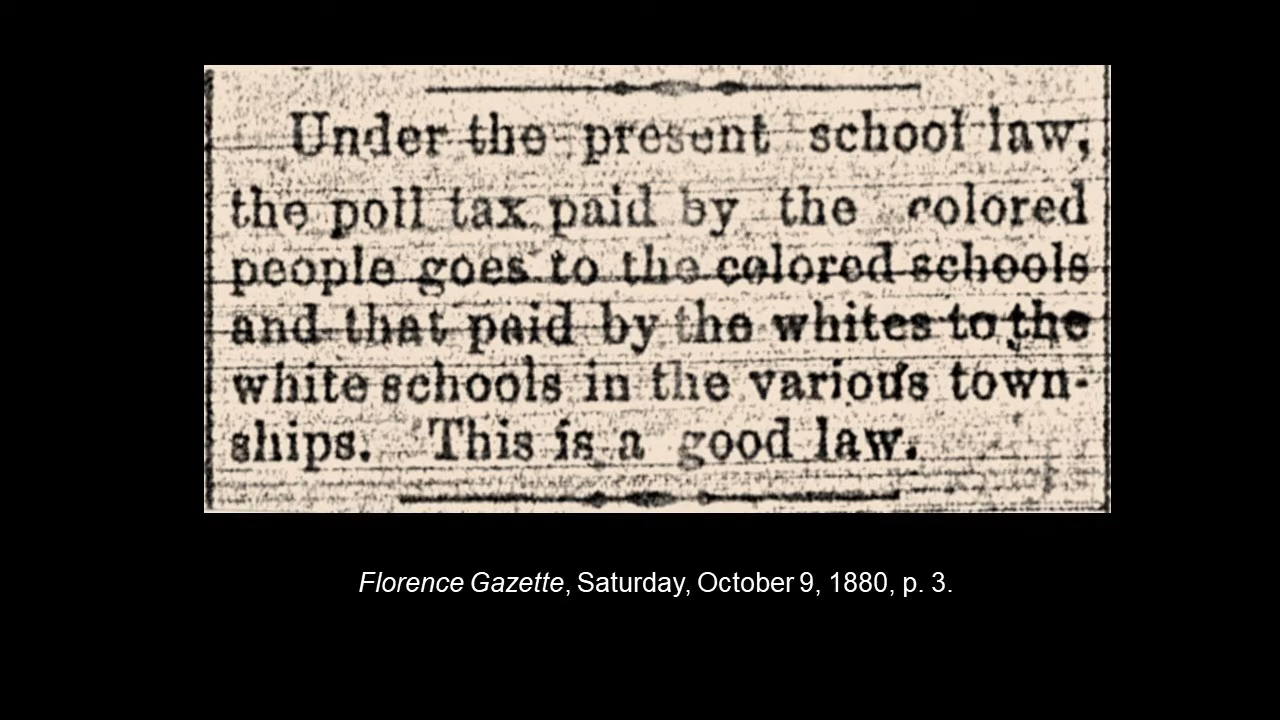 Under the present school law,
the poll tax paid by the colored
people goes to the colored schools
and that paid by the whites to the
white schools in the various town-
ships. This is a good law.
Florence Gazette, Saturday, October 9, 1880, p. 3.